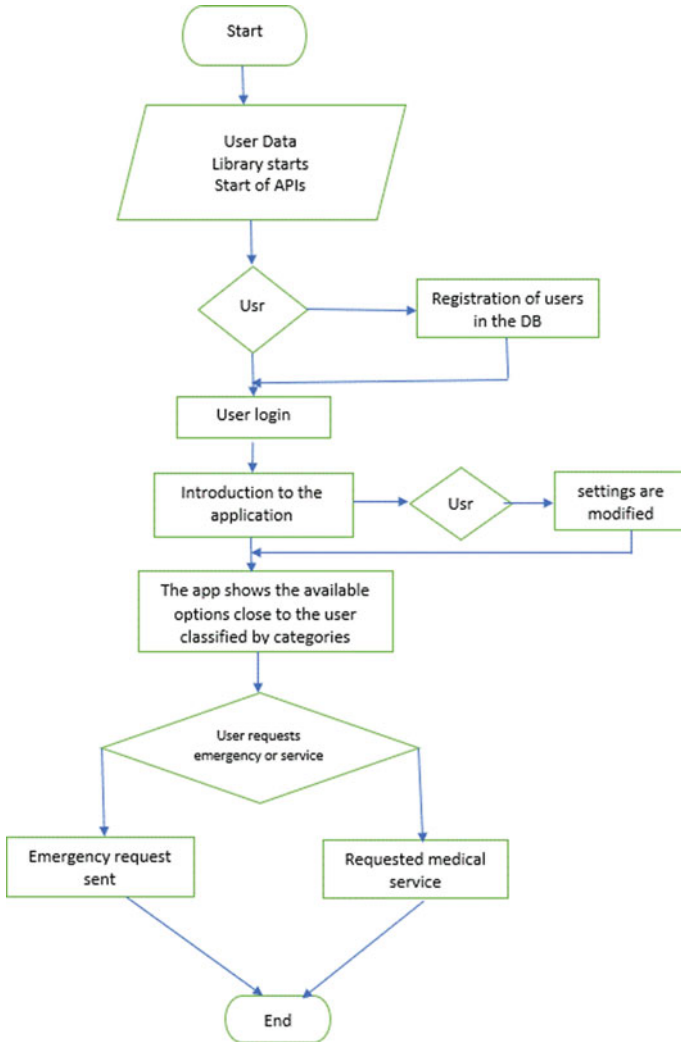 Start
User Data
Library starts
Start of APIs
Usr
Registration of users
in the DB
User login
Introduction to the
application
Usr
settings are
modified
The app shows the available
options close to the user
classified by categories
User requests
emergency or service
Emergency request
sent
Requested medical
service
End